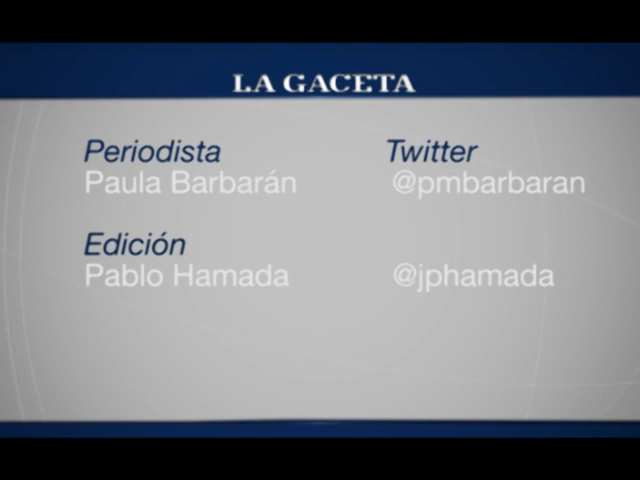 LA GACETA
Periodista Twitter
Paula Barbarán @pmbarbaran
Edición
Pablo Hamada @jphamada